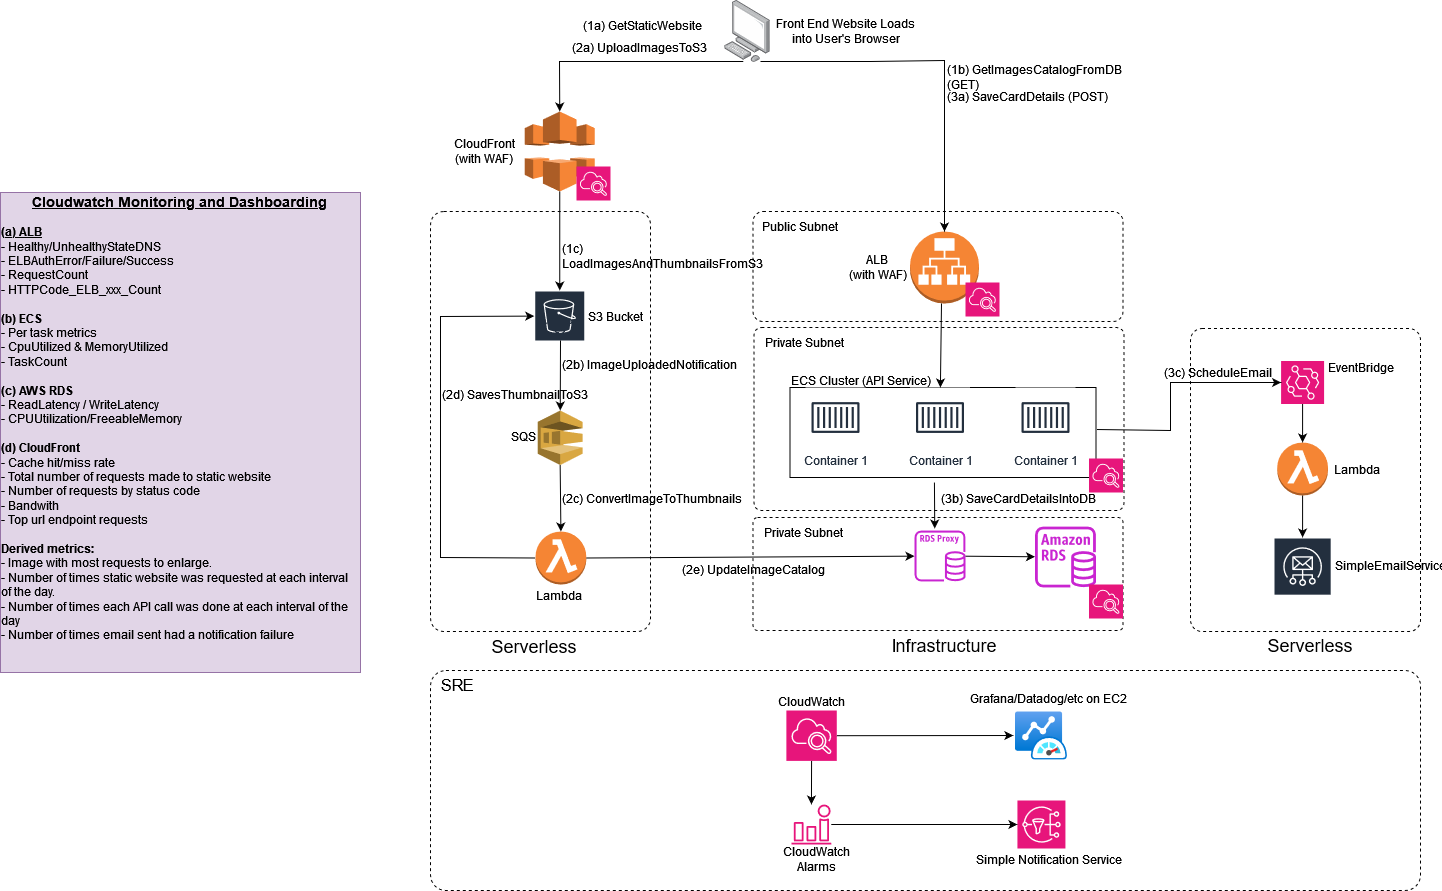 (1a) GetStaticWebsite
(2a) UploadImagesToS3
Front End Website Loads
into User's Browser
(1b) GetImagesCatalogFromDB
(GET)
(3a) SaveCardDetails (POST)
CloudFront
(with WAF)
Cloudwatch Monitoring and Dashboarding
(a) ALB
- Healthy/UnhealthyStateDNS
- ELBAuthError/Failure/Success
- RequestCount
- HTTPCode_ELB_xxx_Count
(b) ECS
- Per task metrics
- CpuUtilized & MemoryUtilized
- TaskCount
(c) AWS RDS
- ReadLatency / WriteLatency
- CPUUtilization/FreeableMemory
(d) CloudFront
- Cache hit/miss rate
- Total number of requests made to static website
- Number of requests by status code
- Bandwith
- Top url endpoint requests
Derived metrics:
- Image with most requests to enlarge.
- Number of times static website was requested at each interval
of the day.
- Number of times each API call was done at each interval of the
day
- Number of times email sent had a notification failure
(1c)
LoadImagesAndThumbnailsFromS3
S3 Bucket
(2b) ImageUploadedNotification
(2d) SavesThumbnailToS3
SQS
(2c) ConvertImageToThumbnails
Lambda
(2e) UpdateImageCatalog
Serverless
Public Subnet
ALB
(with WAF)
Private Subnet
ECS Cluster (API Service)
Container 1
Container 1
Container 1
(3b) SaveCardDetailsIntoDB
Private Subnet
RDS Proxy
Amazon
RDS
Infrastructure
(3c) ScheduleEmail
EventBridge
Lambda
SimpleEmailService
Serverless
SRE
CloudWatch
Grafana/Datadog/etc on EC2
CloudWatch
Alarms
Simple Notification Service